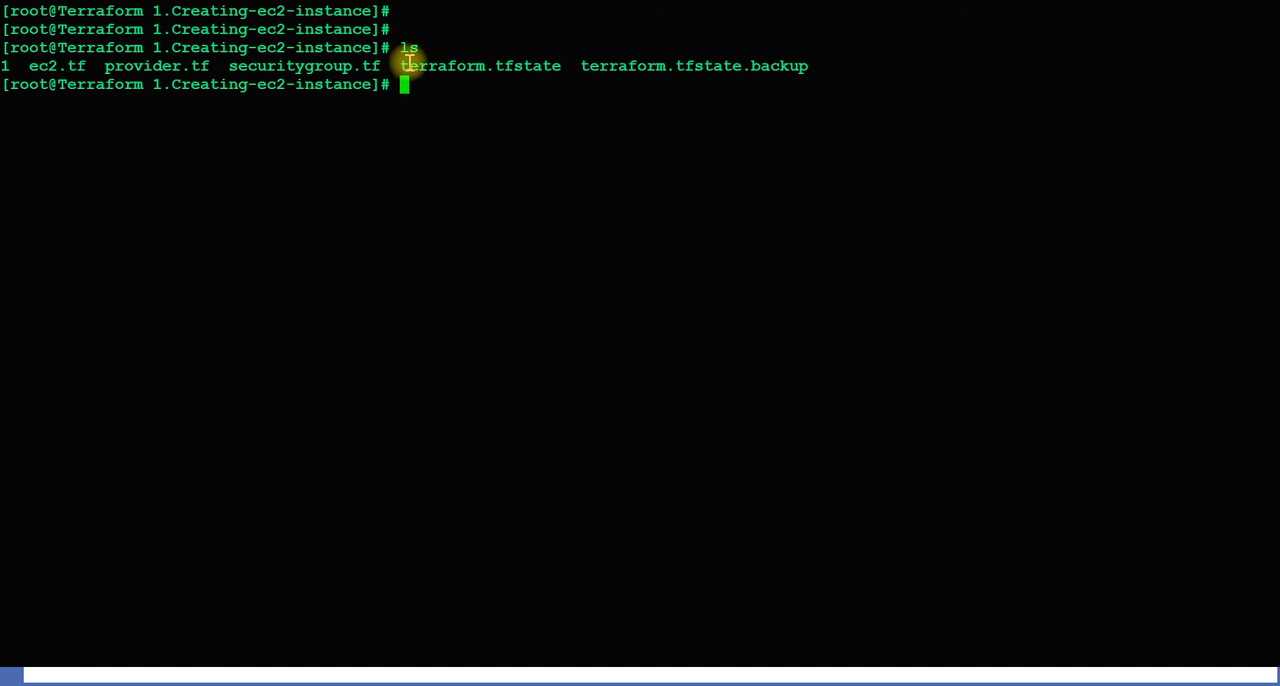 [root@Terraform 1.Creating-ec2-instance]#
[root@Terraform 1.Creating-ec2-instance]#
[root@Terraform 1.Creating-ec2-instance]# ls
1  ec2.tf  provider.tf  securitygroup.tf  terraform.tfstate  terraform.tfstate.backup
[root@Terraform 1.Creating-ec2-instance]#